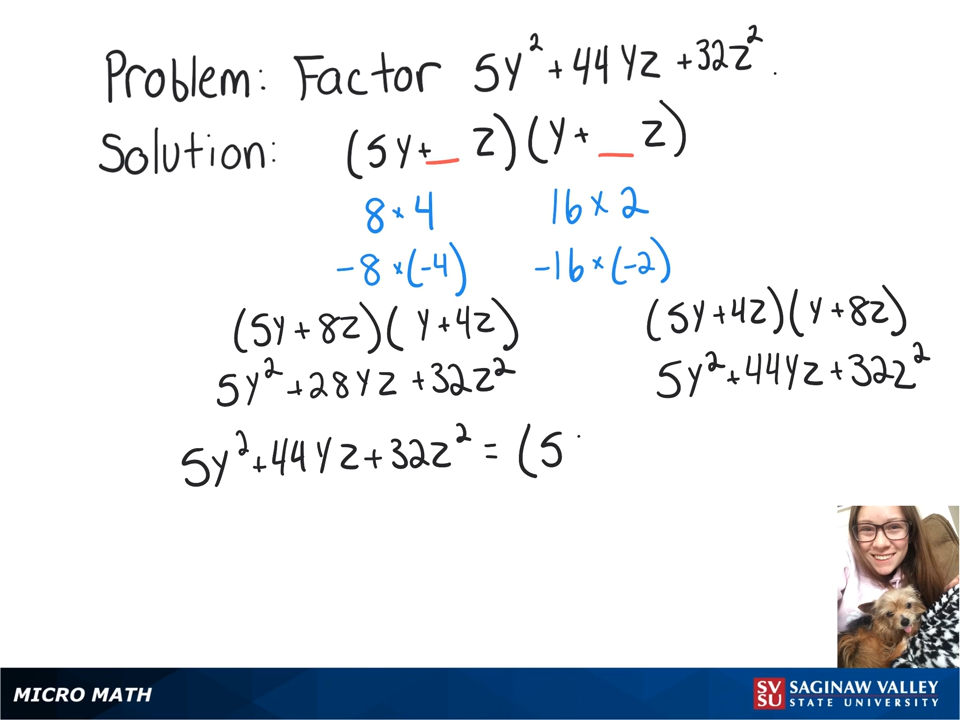 Problem: Factor 5y² + 44yz + 32z².
Solution: (5y + _ z)(y + _ z)
8 × 4 16 × 2
-8 × (-4) -16 × (-2)
(5y + 8z)(y + 4z) (5y + 4z)(y + 8z)
5y² + 28yz + 32z² 5y² + 44yz + 32z²
5y² + 44yz + 32z² = (5
MICRO MATH
SVSU SAGINAW VALLEY
STATE UNIVERSITY